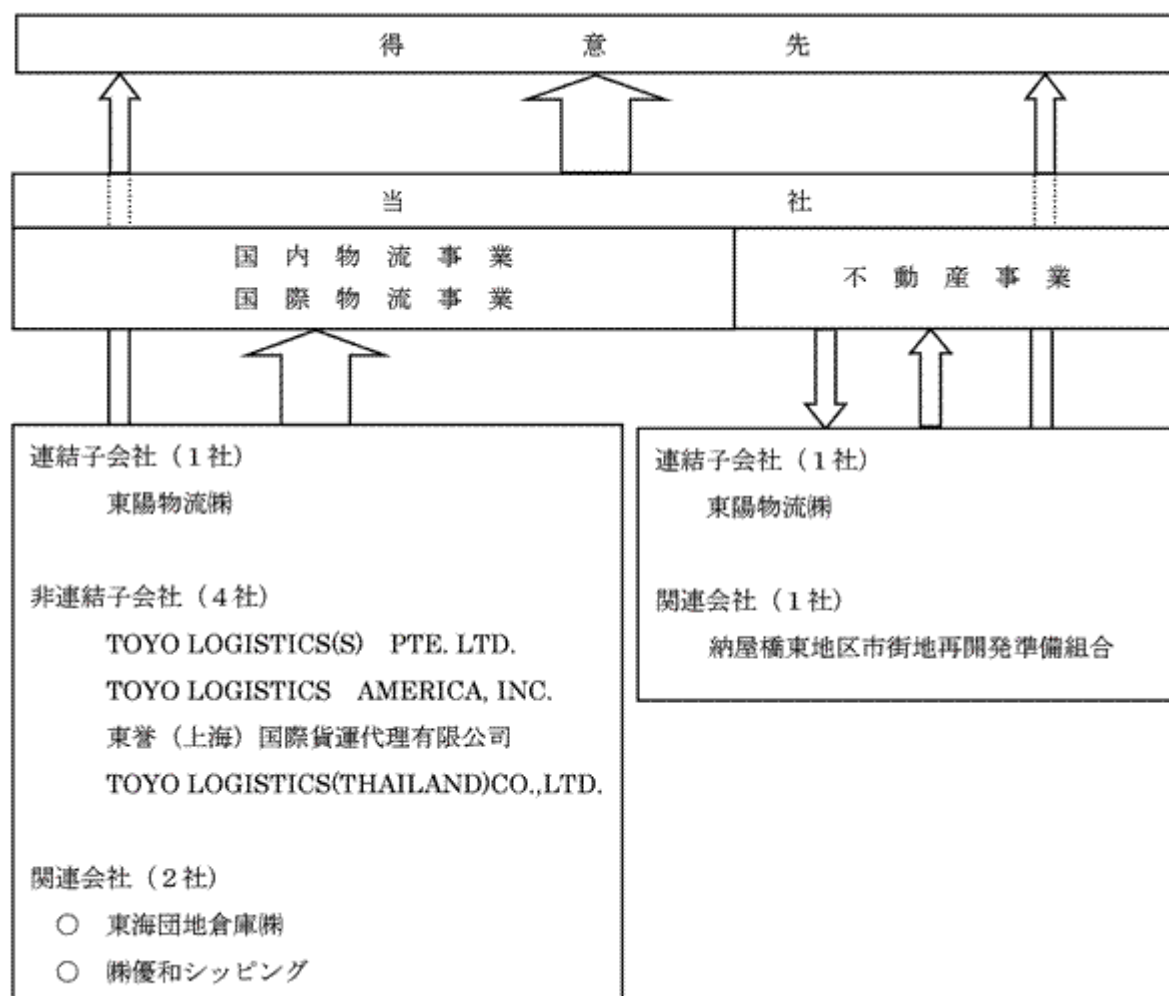 得意先
当社
国内物流事業
国際物流事業
不動産事業
連結子会社(1社)
東陽物流㈱
非連結子会社(4社)
TOYO LOGISTICS(S) PTE. LTD.
TOYO LOGISTICS AMERICA, INC.
東誉(上海)国際貨運代理有限公司
TOYO LOGISTICS(THAILAND)CO.,LTD.
関連会社(2社)
○ 東海団地倉庫㈱
○ ㈱優和シッピング
連結子会社(1社)
東陽物流㈱
関連会社(1社)
納屋橋東地区市街地再開発準備組合